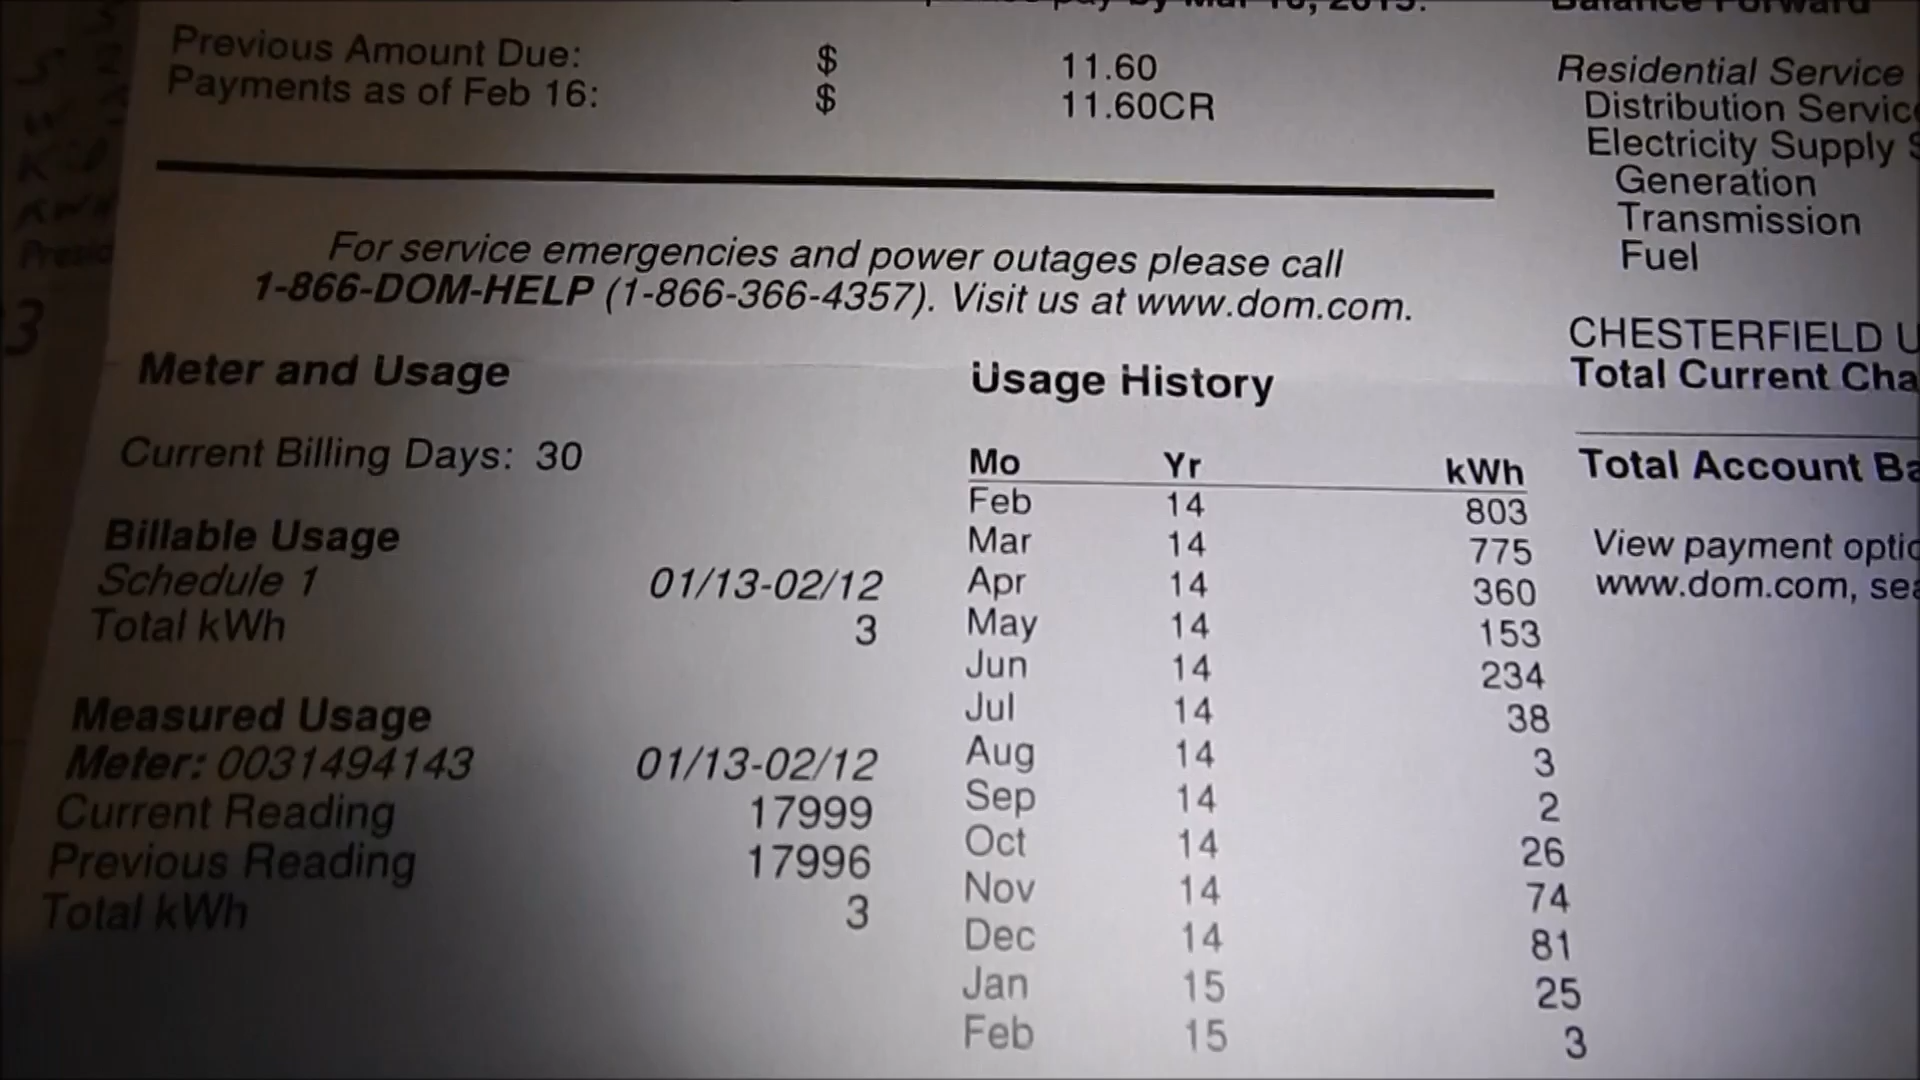 Previous Amount Due: $ 11.60
Payments as of Feb 16: $ 11.60CR
For service emergencies and power outages please call
1-866-DOM-HELP (1-866-366-4357). Visit us at www.dom.com.
Meter and Usage
Current Billing Days: 30
Billable Usage
Schedule 1 01/13-02/12
Total kWh 3
Measured Usage
Meter: 0031494143 01/13-02/12
Current Reading 17999
Previous Reading 17996
Total kWh 3
Usage History
Mo Yr kWh
Feb 14 803
Mar 14 775
Apr 14 360
May 14 153
Jun 14 234
Jul 14 38
Aug 14 3
Sep 14 2
Oct 14 26
Nov 14 74
Dec 14 81
Jan 15 25
Feb 15 3
Balance Forward
Residential Service
Distribution Servic
Electricity Supply S
Generation
Transmission
Fuel
CHESTERFIELD U
Total Current Cha
Total Account Ba
View payment optio
www.dom.com, sea
3